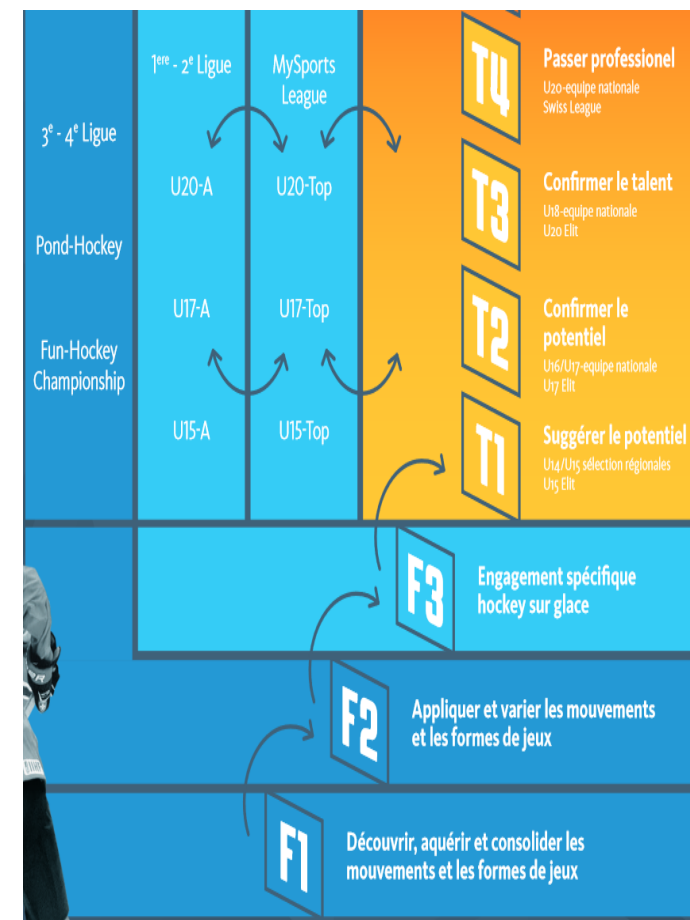 3e - 4e Ligue
Pond-Hockey
Fun-Hockey
Championship
1ere - 2e Ligue
U20-A
U17-A
U15-A
MySports
League
U20-Top
U17-Top
U15-Top
T4
Passer professionel
U20-equipe nationale
Swiss League
T3
Confirmer le talent
U18-equipe nationale
U20 Elit
T2
Confirmer le
potentiel
U16/U17-equipe nationale
U17 Elit
T1
Suggérer le potentiel
U14/U15 sélection régionales
U15 Elit
F3
Engagement spécifique
hockey sur glace
F2
Appliquer et varier les mouvements
et les formes de jeux
F1
Découvrir, aquérir et consolider les
mouvements et les formes de jeux